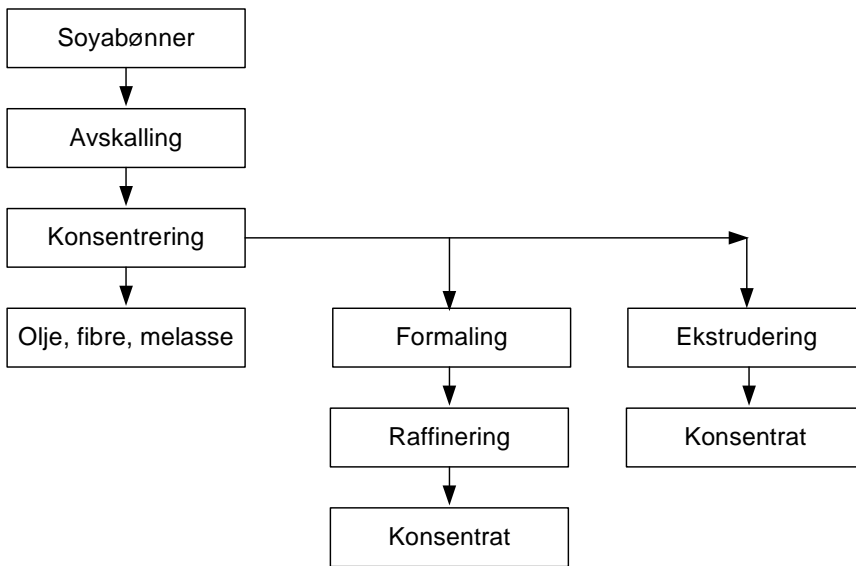 Soyabønner
Avskalling
Konsentrering
Olje, fibre, melasse
Formaling
Raffinering
Konsentrat
Ekstrudering
Konsentrat